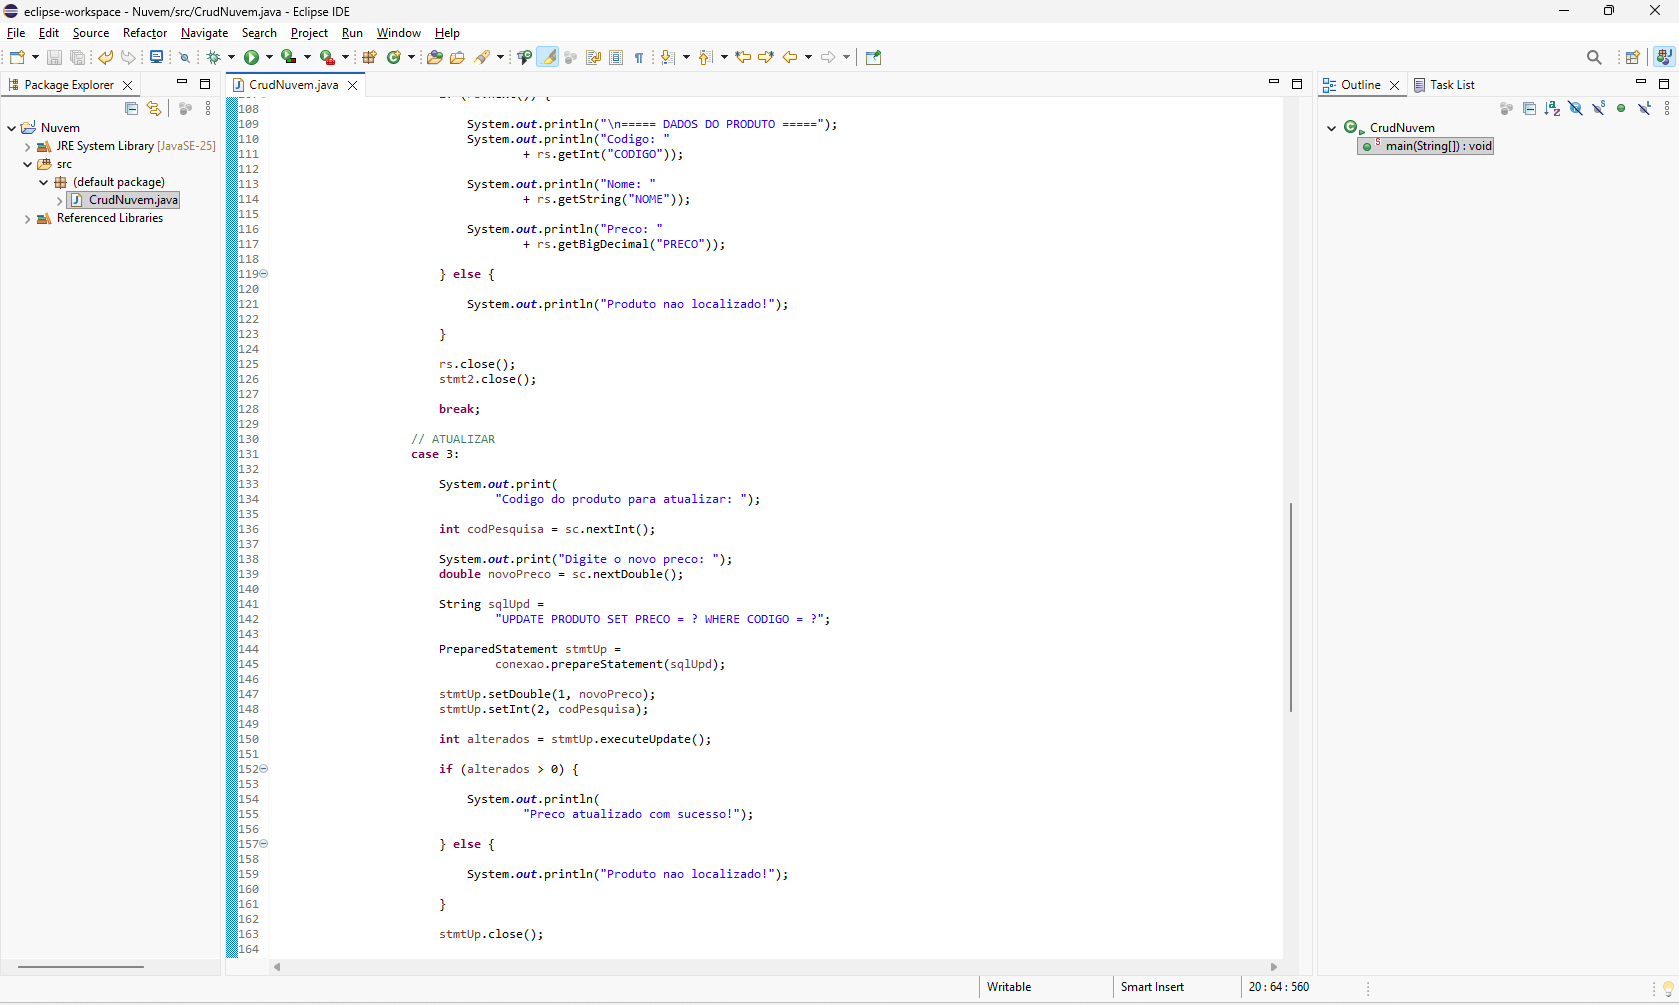 eclipse-workspace - Nuvem/src/CrudNuvem.java - Eclipse IDE
File Edit Source Refactor Navigate Search Project Run Window Help
Package Explorer
CrudNuvem.java
Outline
Task List
Nuvem
JRE System Library [JavaSE-25]
src
(default package)
CrudNuvem.java
Referenced Libraries
108
109 System.out.println("\n===== DADOS DO PRODUTO =====");
110 System.out.println("Codigo: "
111 + rs.getInt("CODIGO"));
112
113 System.out.println("Nome: "
114 + rs.getString("NOME"));
115
116 System.out.println("Preco: "
117 + rs.getBigDecimal("PRECO"));
118
119 } else {
120
121 System.out.println("Produto nao localizado!");
122
123 }
124
125 rs.close();
126 stmt2.close();
127
128 break;
129
130 // ATUALIZAR
131 case 3:
132
133 System.out.print(
134 "Codigo do produto para atualizar: ");
135
136 int codPesquisa = sc.nextInt();
137
138 System.out.print("Digite o novo preco: ");
139 double novoPreco = sc.nextDouble();
140
141 String sqlUpd =
142 "UPDATE PRODUTO SET PRECO = ? WHERE CODIGO = ?";
143
144 PreparedStatement stmtUp =
145 conexao.prepareStatement(sqlUpd);
146
147 stmtUp.setDouble(1, novoPreco);
148 stmtUp.setInt(2, codPesquisa);
149
150 int alterados = stmtUp.executeUpdate();
151
152 if (alterados > 0) {
153
154 System.out.println(
155 "Preco atualizado com sucesso!");
156
157 } else {
158
159 System.out.println("Produto nao localizado!");
160
161 }
162
163 stmtUp.close();
164
CrudNuvem
main(String[]) : void
Writable
Smart Insert
20 : 64 : 560